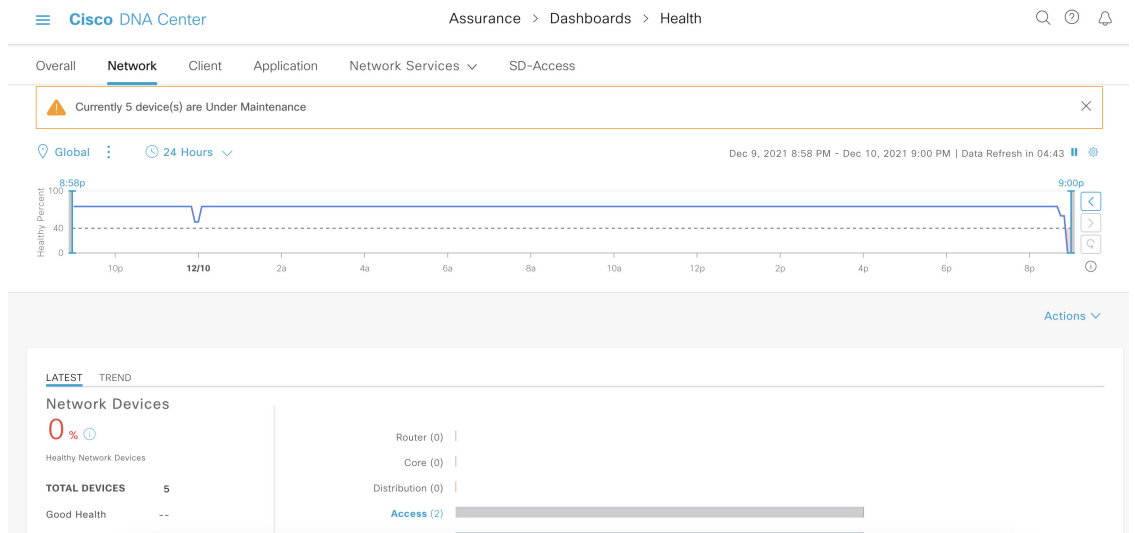 Cisco DNA Center
Assurance > Dashboards > Health
Overall Network Client Application Network Services SD-Access
Currently 5 device(s) are Under Maintenance
Global 24 Hours
Dec 9, 2021 8:58 PM - Dec 10, 2021 9:00 PM | Data Refresh in 04:43
8:58p 9:00p
Healthy Percent
100
40
0
10p 12/10 2a 4a 6a 8a 10a 12p 2p 4p 6p 8p
Actions
LATEST TREND
Network Devices
0 %
Healthy Network Devices
TOTAL DEVICES 5
Good Health --
Router (0)
Core (0)
Distribution (0)
Access (2)